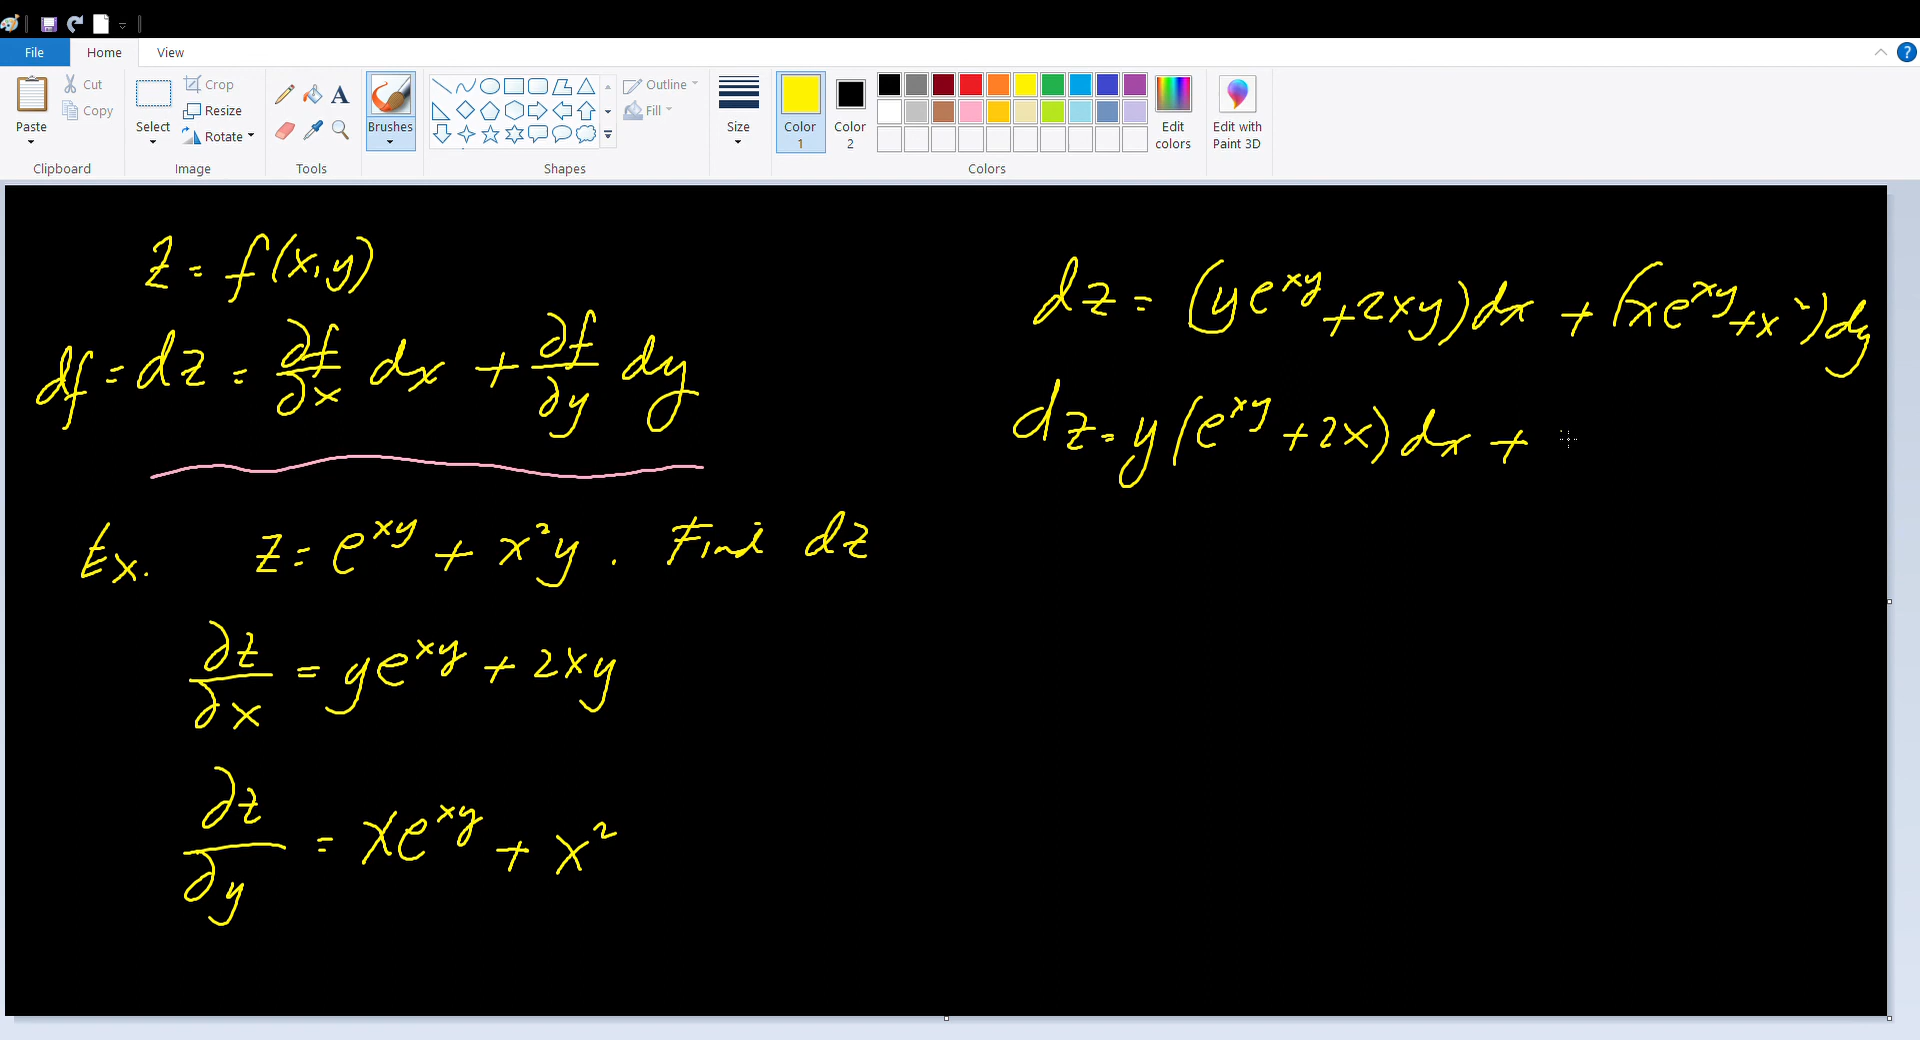 File Home View
Paste Cut Copy Clipboard
Select Crop Resize Rotate Image
A Tools
Brushes
Outline Fill Shapes
Size
Color 1 Color 2 Edit colors Colors
Edit with Paint 3D
?
z = f(x,y)
df = dz = ∂f/∂x dx + ∂f/∂y dy
Ex. z = e^{xy} + x²y . Find dz
∂z/∂x = ye^{xy} + 2xy
∂z/∂y = xe^{xy} + x²
dz = (ye^{xy} + 2xy)dx + (xe^{xy} + x²)dy
dz = y(e^{xy} + 2x)dx +